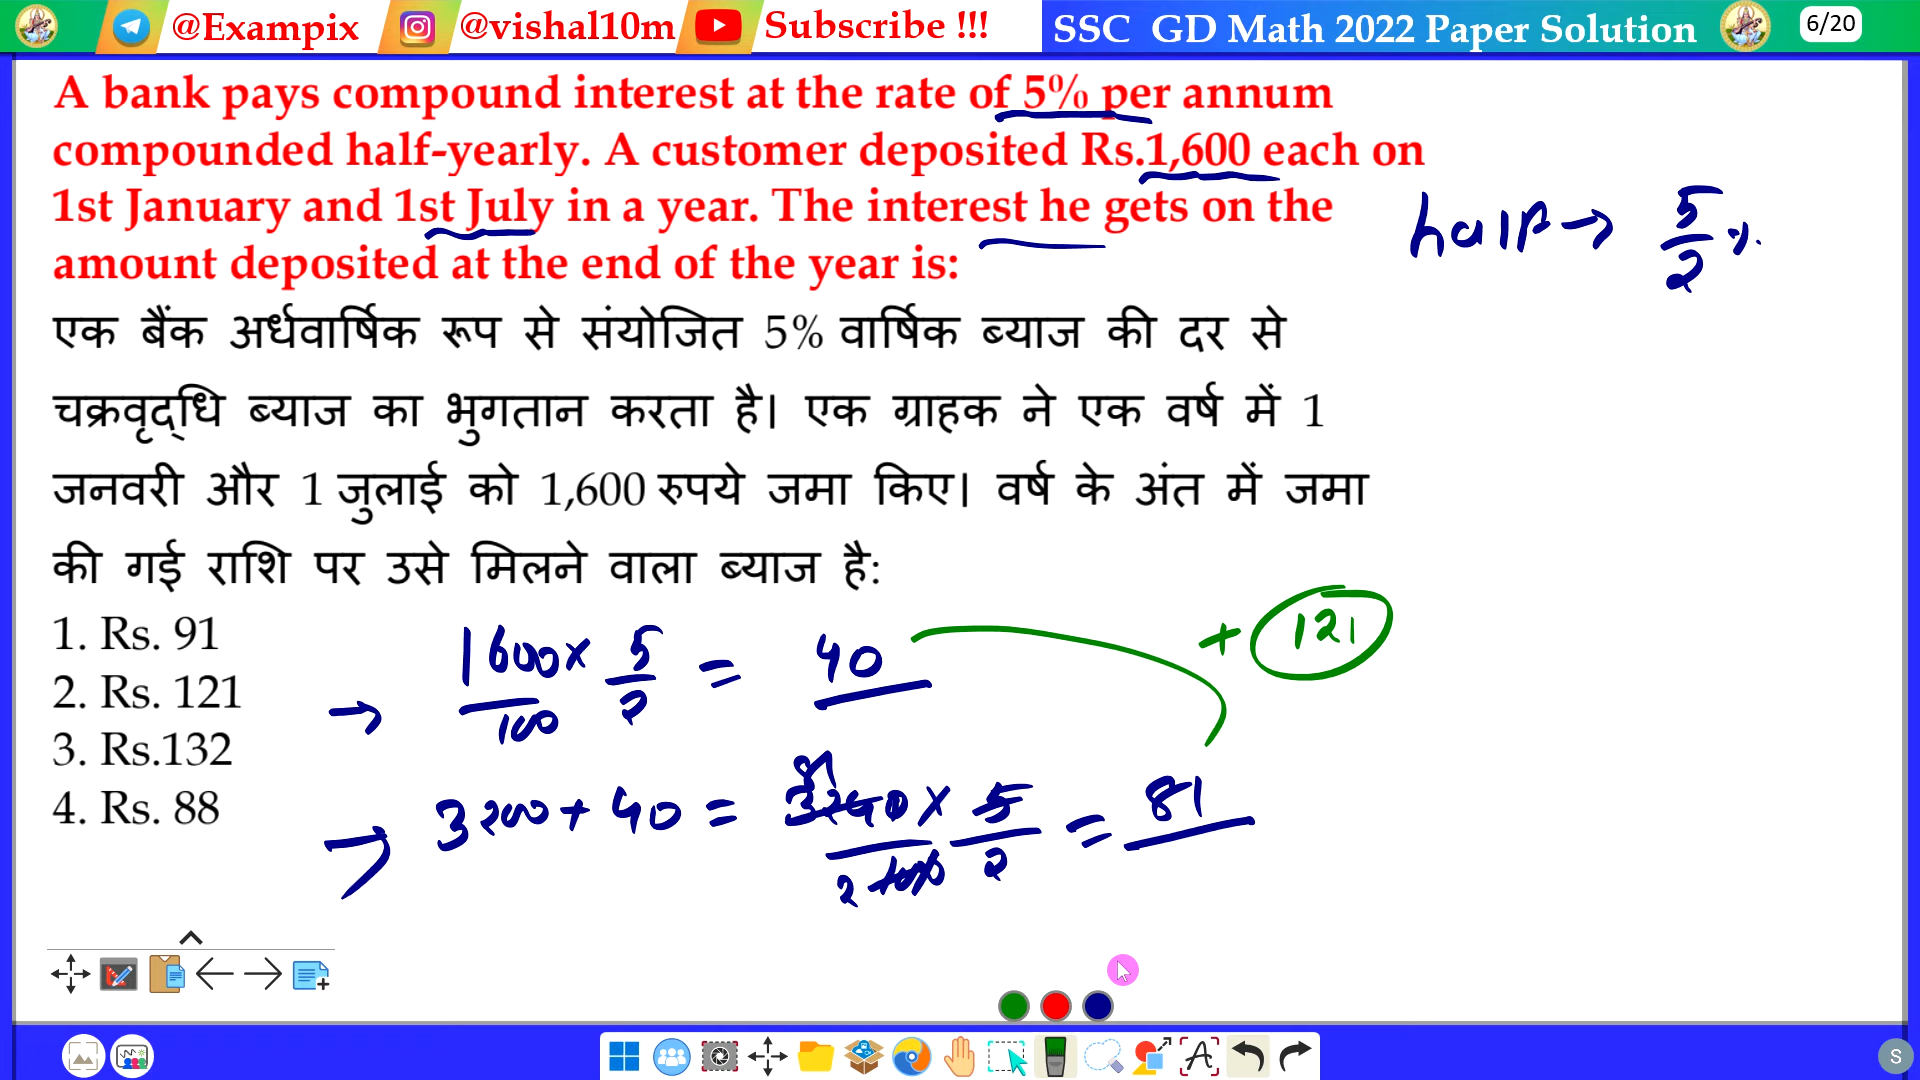 @Exampix @vishal10m Subscribe !!! SSC GD Math 2022 Paper Solution 6/20
A bank pays compound interest at the rate of 5% per annum
compounded half-yearly. A customer deposited Rs.1,600 each on
1st January and 1st July in a year. The interest he gets on the
amount deposited at the end of the year is:
half → 5/2 %
एक बैंक अर्धवार्षिक रूप से संयोजित 5% वार्षिक ब्याज की दर से
चक्रवृद्धि ब्याज का भुगतान करता है। एक ग्राहक ने एक वर्ष में 1
जनवरी और 1 जुलाई को 1,600 रुपये जमा किए। वर्ष के अंत में जमा
की गई राशि पर उसे मिलने वाला ब्याज है:
1. Rs. 91
2. Rs. 121
3. Rs.132
4. Rs. 88
→ 1600/100 × 5/2 = 40
+ 121
→ 3200 + 40 = 3240/100 × 5/2 = 81
81
2
S